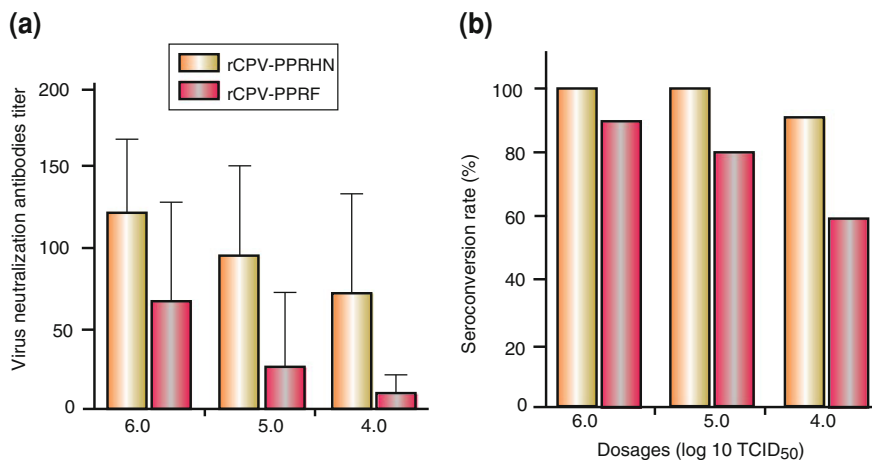 (a)
rCPV-PPRHN
rCPV-PPRF
Virus neutralization antibodies titer
200
150
100
50
0
6.0
5.0
4.0
(b)
Seroconversion rate (%)
100
80
60
40
20
0
6.0
5.0
4.0
Dosages (log 10 TCID50)